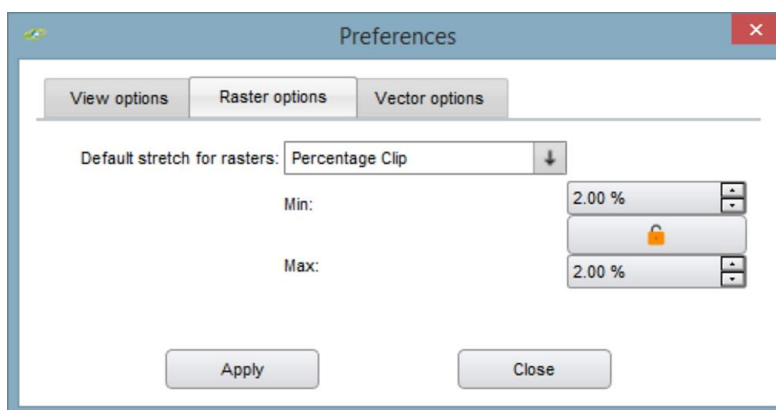 Preferences
View options Raster options Vector options
Default stretch for rasters: Percentage Clip
Min: 2.00 %
Max: 2.00 %
Apply Close